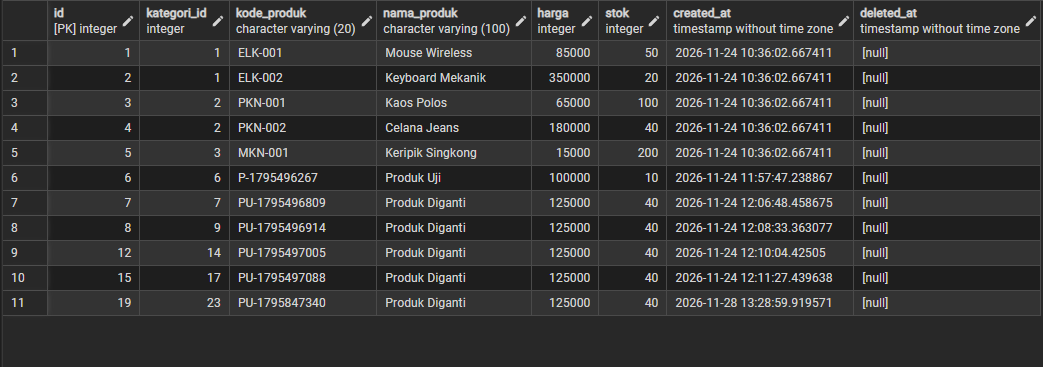 id kategori_id kode_produk nama_produk harga stok created_at deleted_at
[PK] integer integer character varying (20) character varying (100) integer integer timestamp without time zone timestamp without time zone
1 1 1 ELK-001 Mouse Wireless 85000 50 2026-11-24 10:36:02.667411 [null]
2 2 1 ELK-002 Keyboard Mekanik 350000 20 2026-11-24 10:36:02.667411 [null]
3 3 2 PKN-001 Kaos Polos 65000 100 2026-11-24 10:36:02.667411 [null]
4 4 2 PKN-002 Celana Jeans 180000 40 2026-11-24 10:36:02.667411 [null]
5 5 3 MKN-001 Keripik Singkong 15000 200 2026-11-24 10:36:02.667411 [null]
6 6 6 P-1795496267 Produk Uji 100000 10 2026-11-24 11:57:47.238867 [null]
7 7 7 PU-1795496809 Produk Diganti 125000 40 2026-11-24 12:06:48.458675 [null]
8 8 9 PU-1795496914 Produk Diganti 125000 40 2026-11-24 12:08:33.363077 [null]
9 12 14 PU-1795497005 Produk Diganti 125000 40 2026-11-24 12:10:04.42505 [null]
10 15 17 PU-1795497088 Produk Diganti 125000 40 2026-11-24 12:11:27.439638 [null]
11 19 23 PU-1795847340 Produk Diganti 125000 40 2026-11-28 13:28:59.919571 [null]